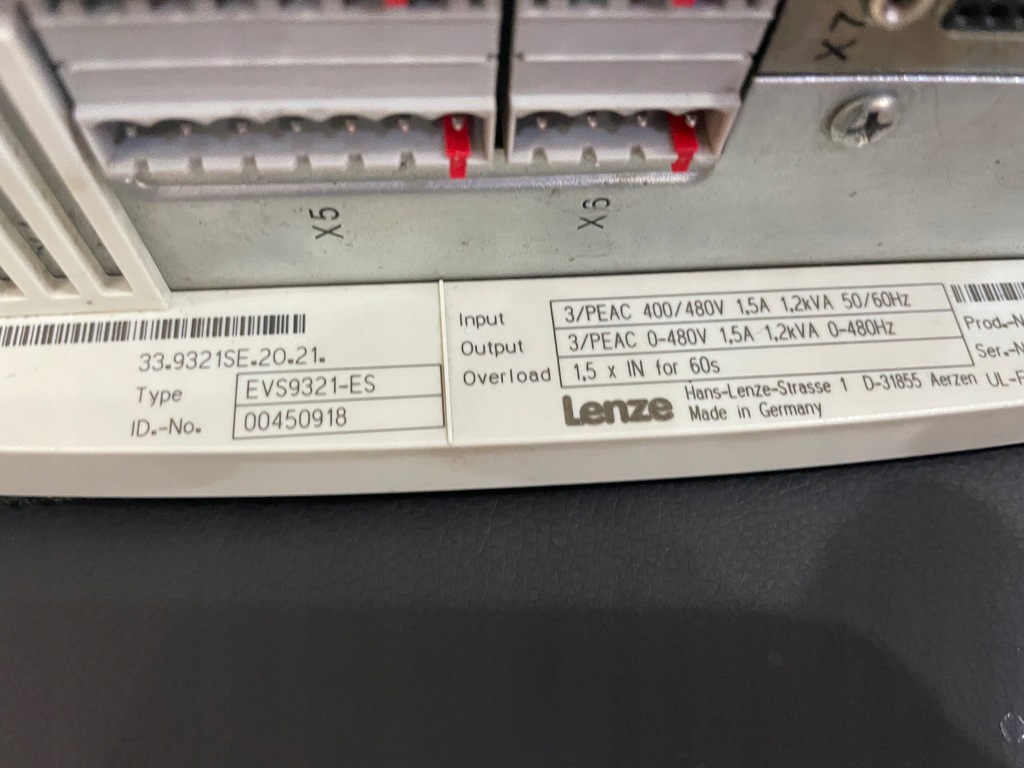 X7
X5
X6
33.9321SE.20.21.
Type EVS9321-ES
ID.-No. 00450918
Input 3/PEAC 400/480V 1,5A 1,2kVA 50/60Hz
Output 3/PEAC 0-480V 1,5A 1,2kVA 0-480Hz
Overload 1,5 x IN for 60s
Lenze Hans-Lenze-Strasse 1 D-31855 Aerzen
Made in Germany
Prod.-N
Ser.-N
UL-F